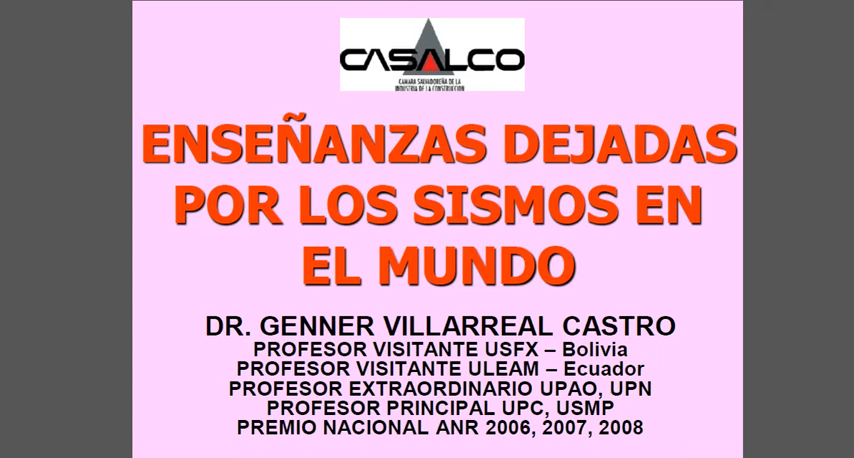 CASALCO
CAMARA SALVADOREÑA DE LA
INDUSTRIA DE LA CONSTRUCCION
ENSEÑANZAS DEJADAS
POR LOS SISMOS EN
EL MUNDO
DR. GENNER VILLARREAL CASTRO
PROFESOR VISITANTE USFX – Bolivia
PROFESOR VISITANTE ULEAM – Ecuador
PROFESOR EXTRAORDINARIO UPAO, UPN
PROFESOR PRINCIPAL UPC, USMP
PREMIO NACIONAL ANR 2006, 2007, 2008